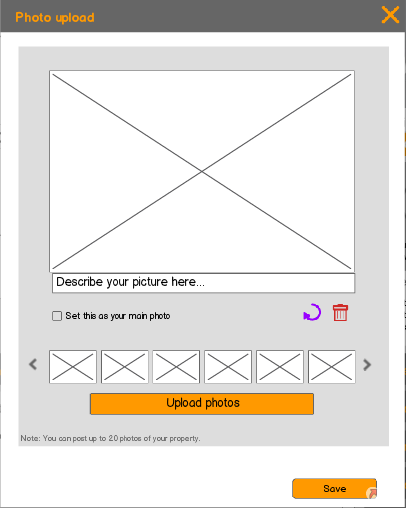 Photo upload
Describe your picture here...
Set this as your main photo
Upload photos
Note: You can post up to 20 photos of your property.
Save